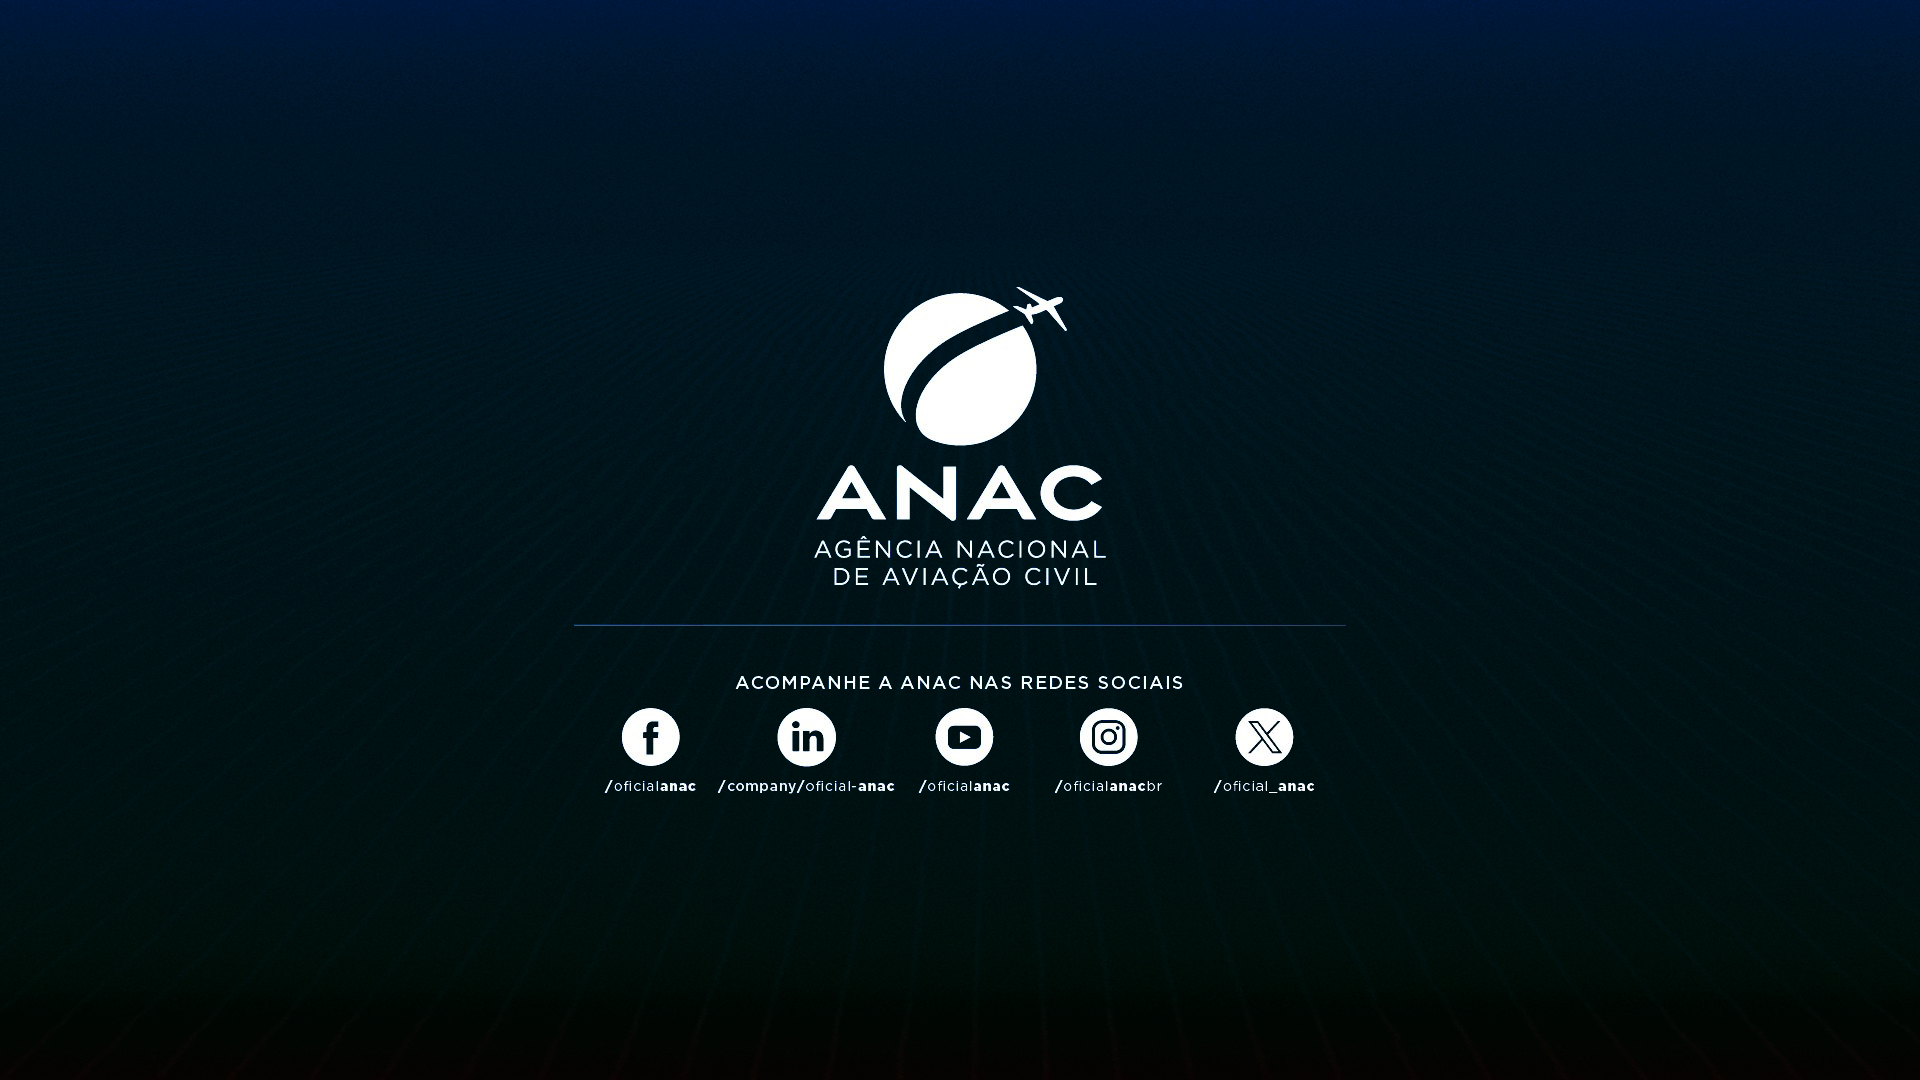 ANAC
AGÊNCIA NACIONAL
DE AVIAÇÃO CIVIL
ACOMPANHE A ANAC NAS REDES SOCIAIS
/oficialanac /company/oficial-anac /oficialanac /oficialanacbr /oficial_anac